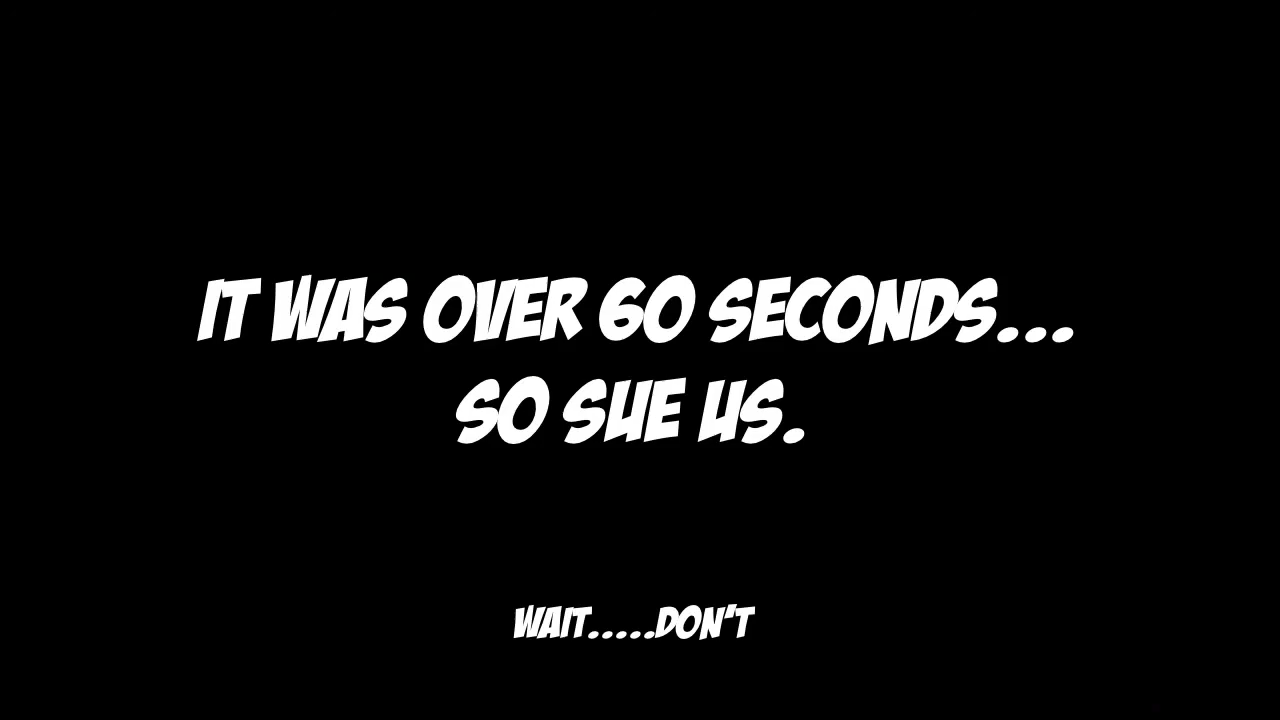 IT WAS OVER 60 SECONDS...
SO SUE US.
WAIT.....DON'T